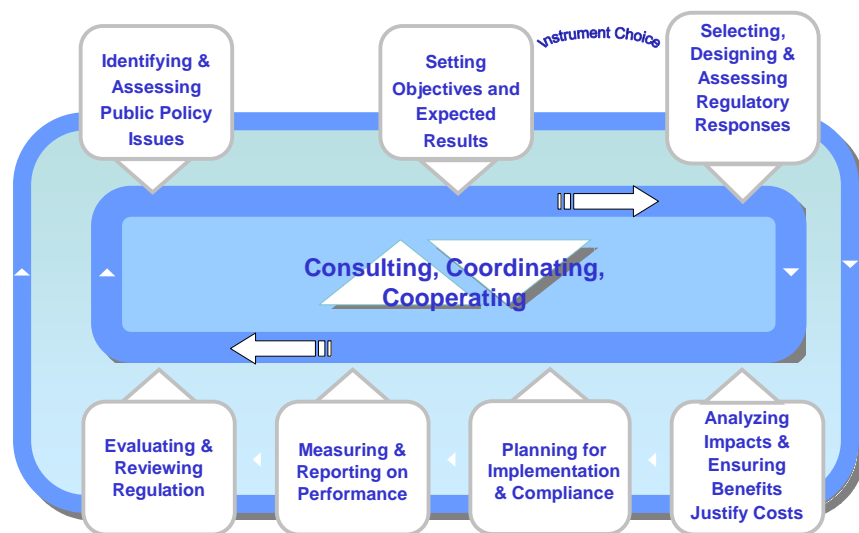 Identifying &
Assessing
Public Policy
Issues
Setting
Objectives and
Expected
Results
Instrument Choice
Selecting,
Designing &
Assessing
Regulatory
Responses
Consulting, Coordinating,
Cooperating
Evaluating &
Reviewing
Regulation
Measuring &
Reporting on
Performance
Planning for
Implementation
& Compliance
Analyzing
Impacts &
Ensuring
Benefits
Justify Costs